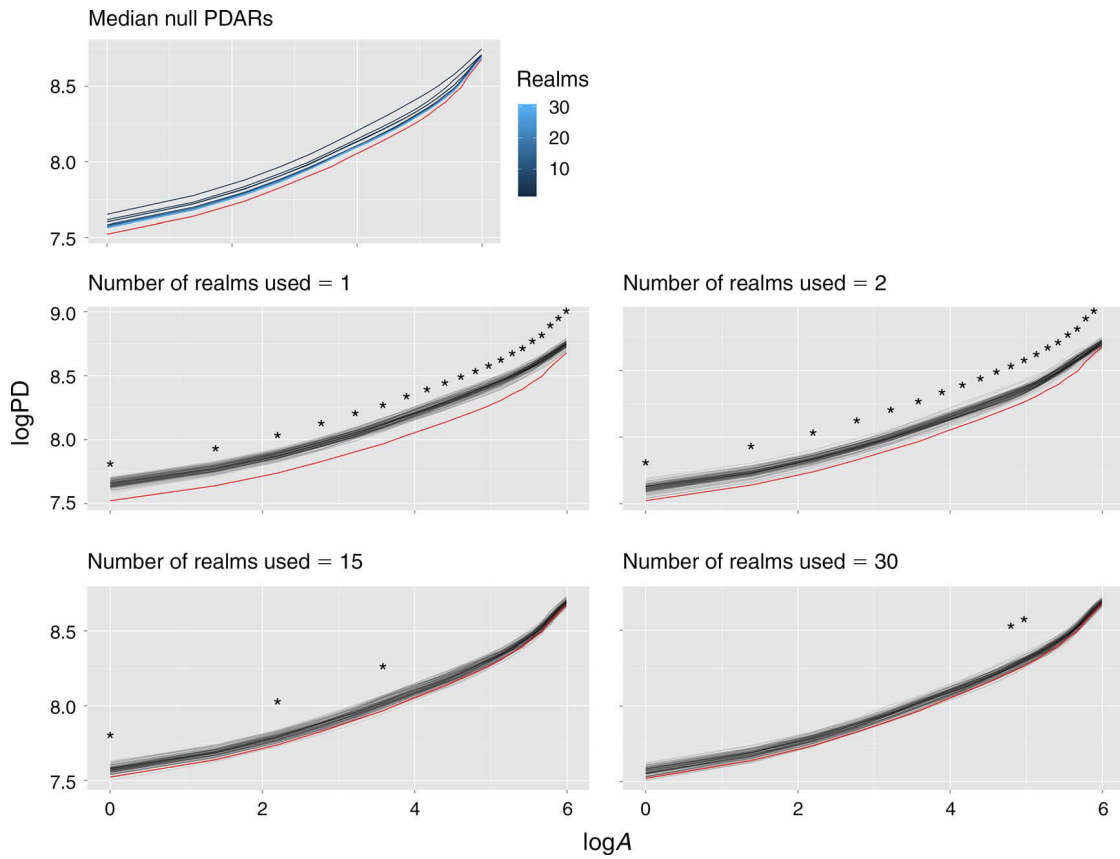 Median null PDARs
8.5
8.0
7.5
Realms
30
20
10
Number of realms used = 1
9.0
8.5
8.0
7.5
Number of realms used = 2
* * * * * * * * * * * * * * * * * * * *
* * * * * * * * * * * * * * * * * * * *
logPD
Number of realms used = 15
8.5
8.0
7.5
* * *
0
2
4
6
Number of realms used = 30
* *
0
2
4
6
logA